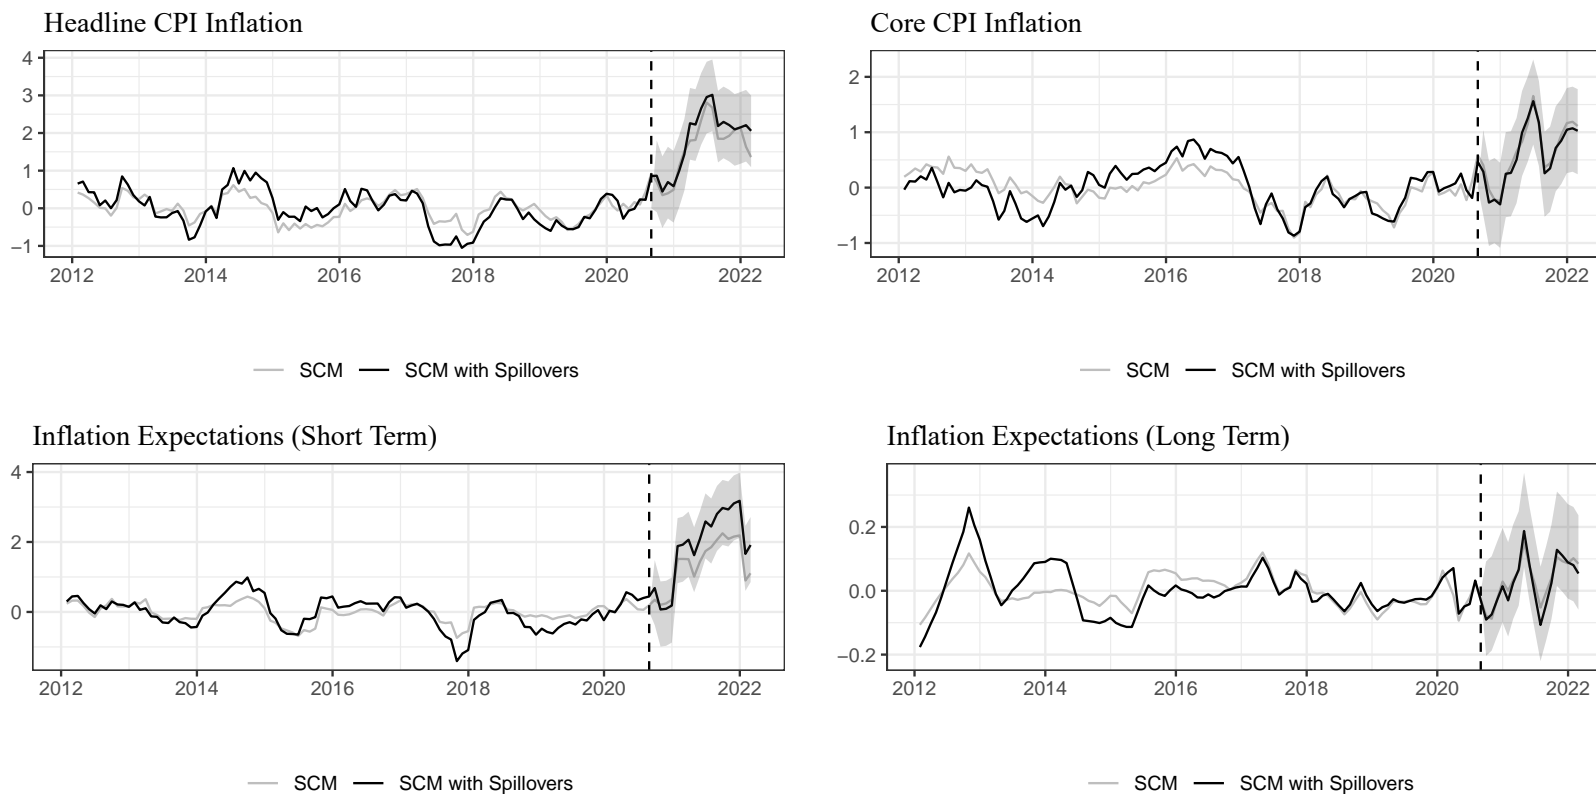 Headline CPI Inflation
4
3
2
1
0
−1
2012 2014 2016 2018 2020 2022
SCM SCM with Spillovers
Core CPI Inflation
2
1
0
−1
2012 2014 2016 2018 2020 2022
SCM SCM with Spillovers
Inflation Expectations (Short Term)
4
2
0
2012 2014 2016 2018 2020 2022
SCM SCM with Spillovers
Inflation Expectations (Long Term)
0.2
0.0
−0.2
2012 2014 2016 2018 2020 2022
SCM SCM with Spillovers